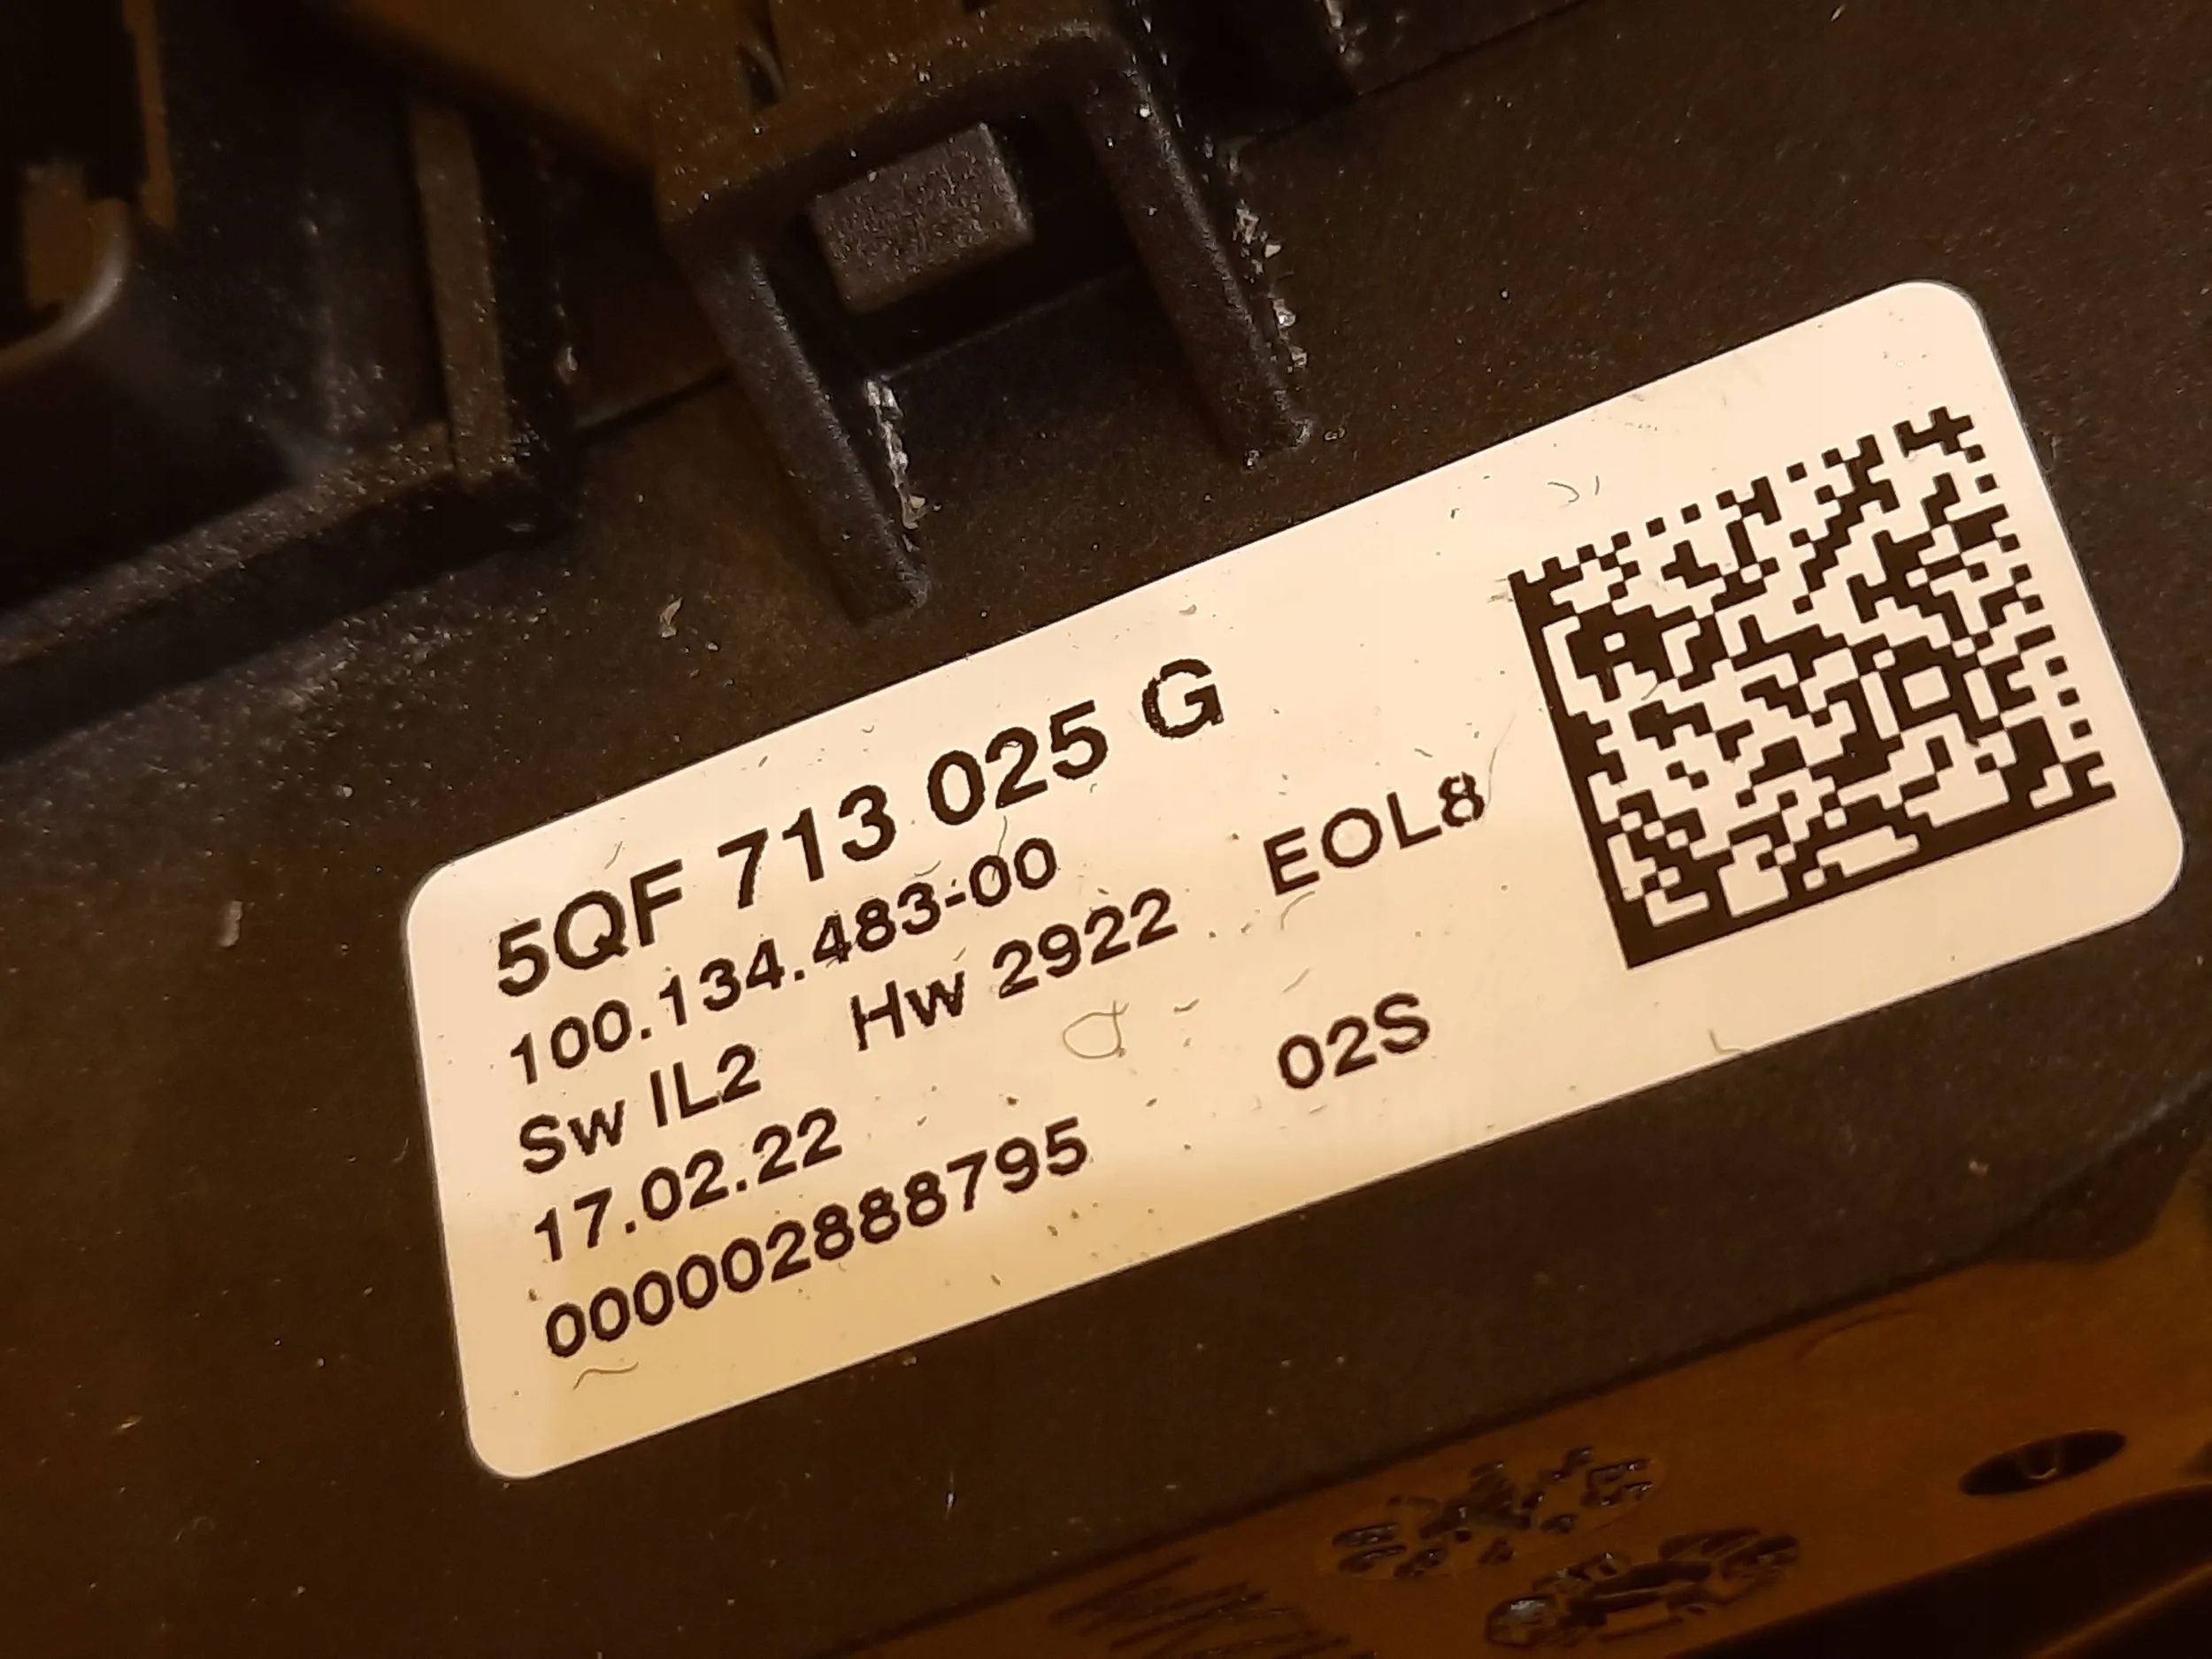 5QF 713 025 G
100.134.483-00
Sw IL2 Hw 2922 EOL8
17.02.22
000002888795 02S